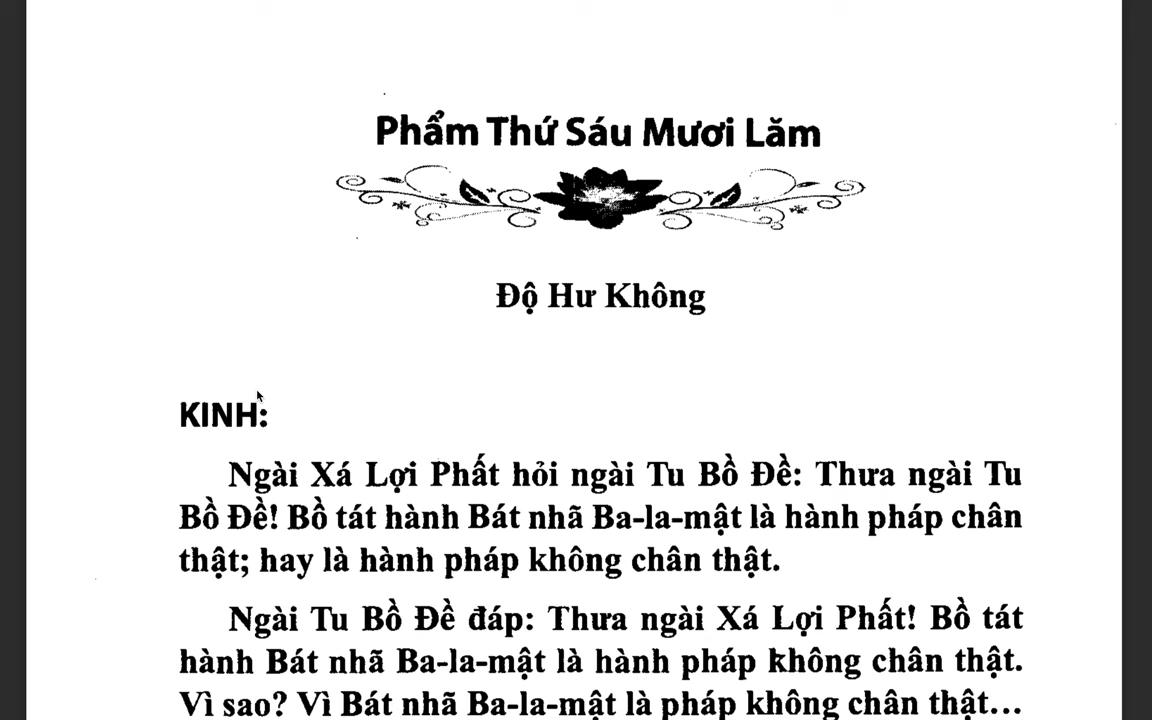 Phẩm Thứ Sáu Mươi Lăm
Độ Hư Không
KINH:
Ngài Xá Lợi Phất hỏi ngài Tu Bồ Đề: Thưa ngài Tu
Bồ Đề! Bồ tát hành Bát nhã Ba-la-mật là hành pháp chân
thật; hay là hành pháp không chân thật.
Ngài Tu Bồ Đề đáp: Thưa ngài Xá Lợi Phất! Bồ tát
hành Bát nhã Ba-la-mật là hành pháp không chân thật.
Vì sao? Vì Bát nhã Ba-la-mật là pháp không chân thật...